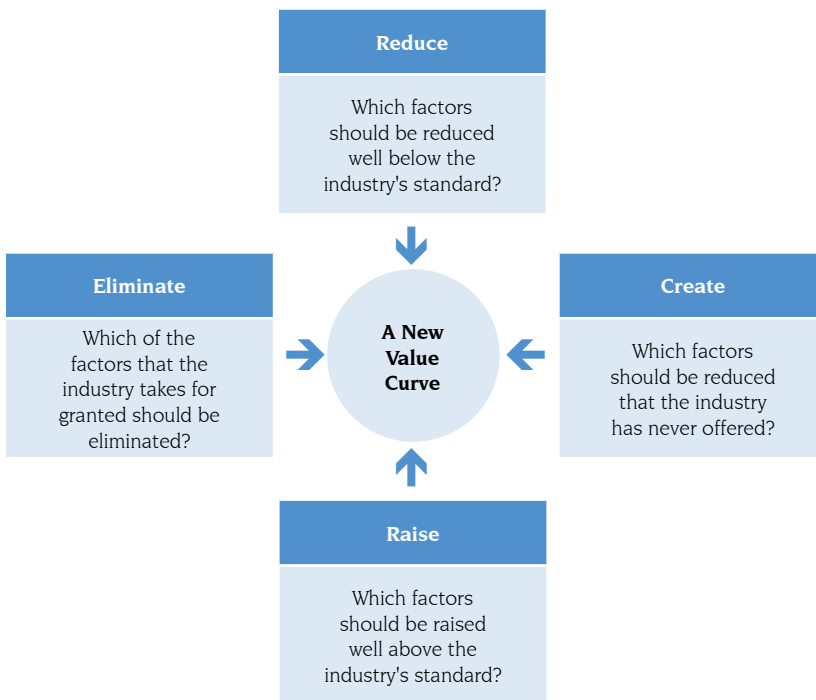 Reduce
Which factors
should be reduced
well below the
industry's standard?
Eliminate
Which of the
factors that the
industry takes for
granted should be
eliminated?
A New
Value
Curve
Create
Which factors
should be reduced
that the industry
has never offered?
Raise
Which factors
should be raised
well above the
industry's standard?